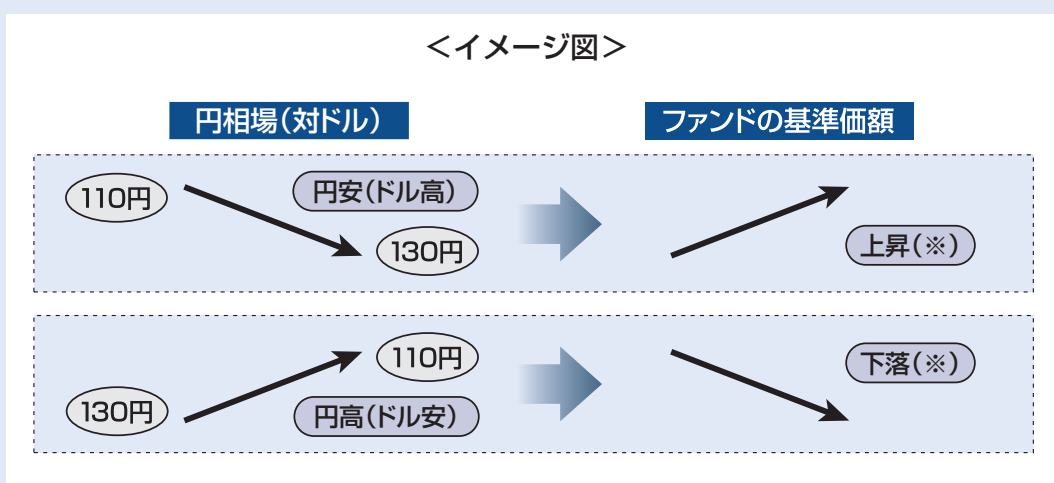 ＜イメージ図＞
円相場（対ドル）
ファンドの基準価額
110円
円安（ドル高）
130円
上昇（※）
110円
下落（※）
130円
円高（ドル安）